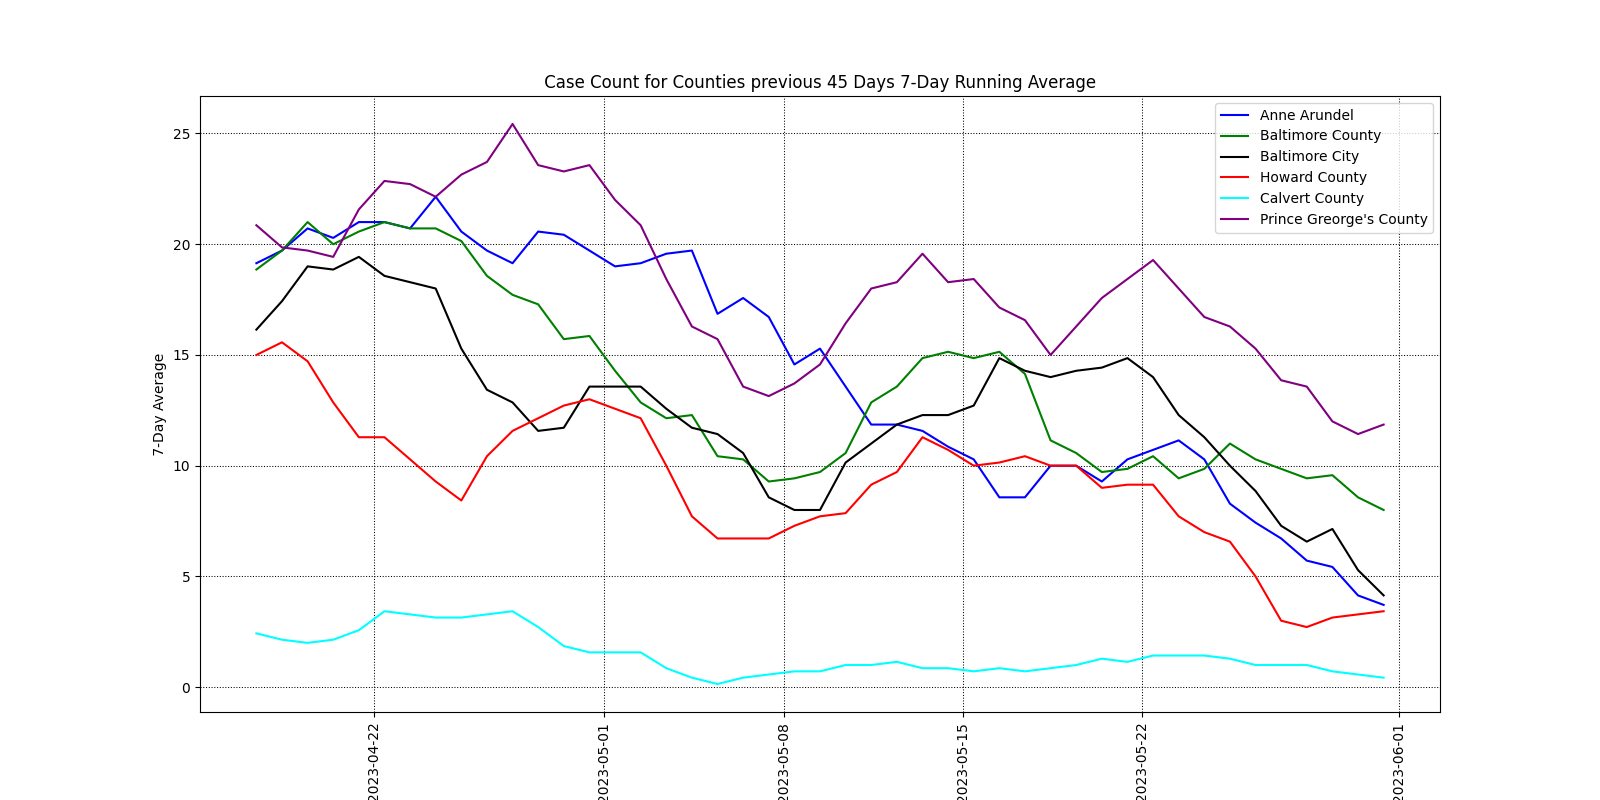 Case Count for Counties previous 45 Days 7-Day Running Average
Anne Arundel
Baltimore County
Baltimore City
Howard County
Calvert County
Prince Greorge's County
7-Day Average
25
20
15
10
5
0
2023-04-22
2023-05-01
2023-05-08
2023-05-15
2023-05-22
2023-06-01